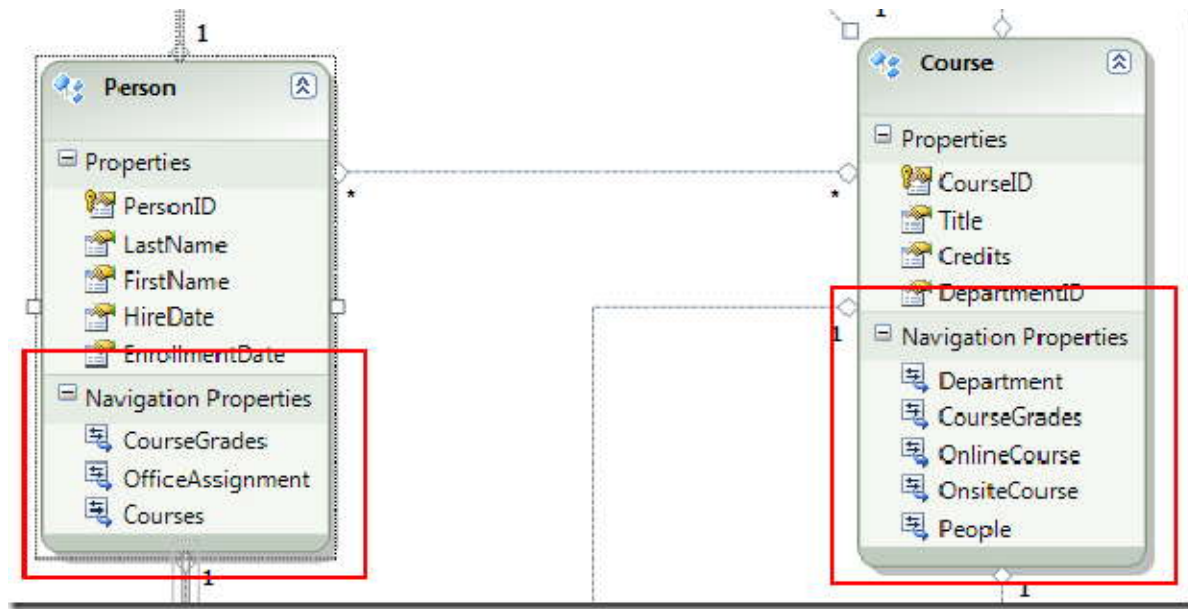 1
Person
Properties
PersonID
LastName
FirstName
HireDate
EnrollmentDate
Navigation Properties
CourseGrades
OfficeAssignment
Courses
1
*
*
1
1
Course
Properties
CourseID
Title
Credits
DepartmentID
Navigation Properties
Department
CourseGrades
OnlineCourse
OnsiteCourse
People
1